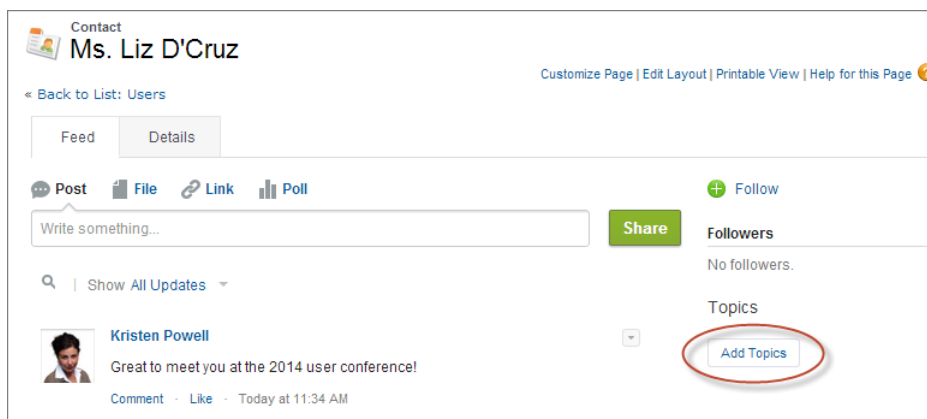 Contact
Ms. Liz D'Cruz
Customize Page | Edit Layout | Printable View | Help for this Page
« Back to List: Users
Feed Details
Post File Link Poll
Write something...
Share
Show All Updates
Kristen Powell
Great to meet you at the 2014 user conference!
Comment · Like · Today at 11:34 AM
Follow
Followers
No followers.
Topics
Add Topics